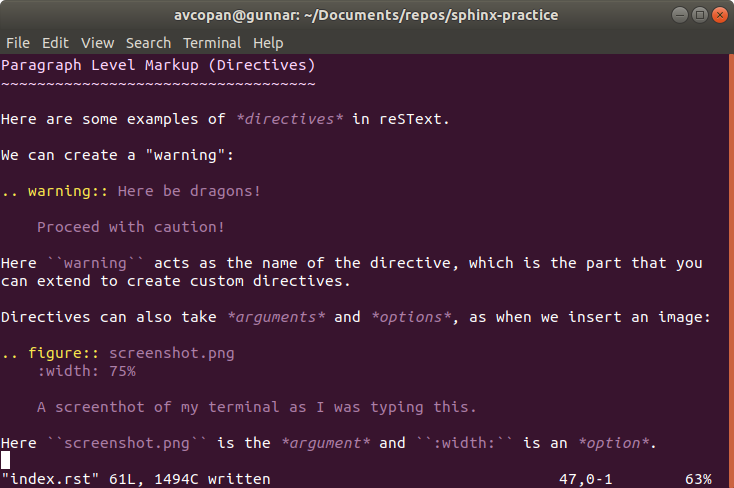 avcopan@gunnar: ~/Documents/repos/sphinx-practice
File Edit View Search Terminal Help
Paragraph Level Markup (Directives)
~~~~~~~~~~~~~~~~~~~~~~~~~~~~~~~~~~~
Here are some examples of *directives* in reSText.
We can create a "warning":
.. warning:: Here be dragons!
Proceed with caution!
Here ``warning`` acts as the name of the directive, which is the part that you
can extend to create custom directives.
Directives can also take *arguments* and *options*, as when we insert an image:
.. figure:: screenshot.png
:width: 75%
A screenthot of my terminal as I was typing this.
Here ``screenshot.png`` is the *argument* and ``:width:`` is an *option*.
"index.rst" 61L, 1494C written 47,0-1 63%